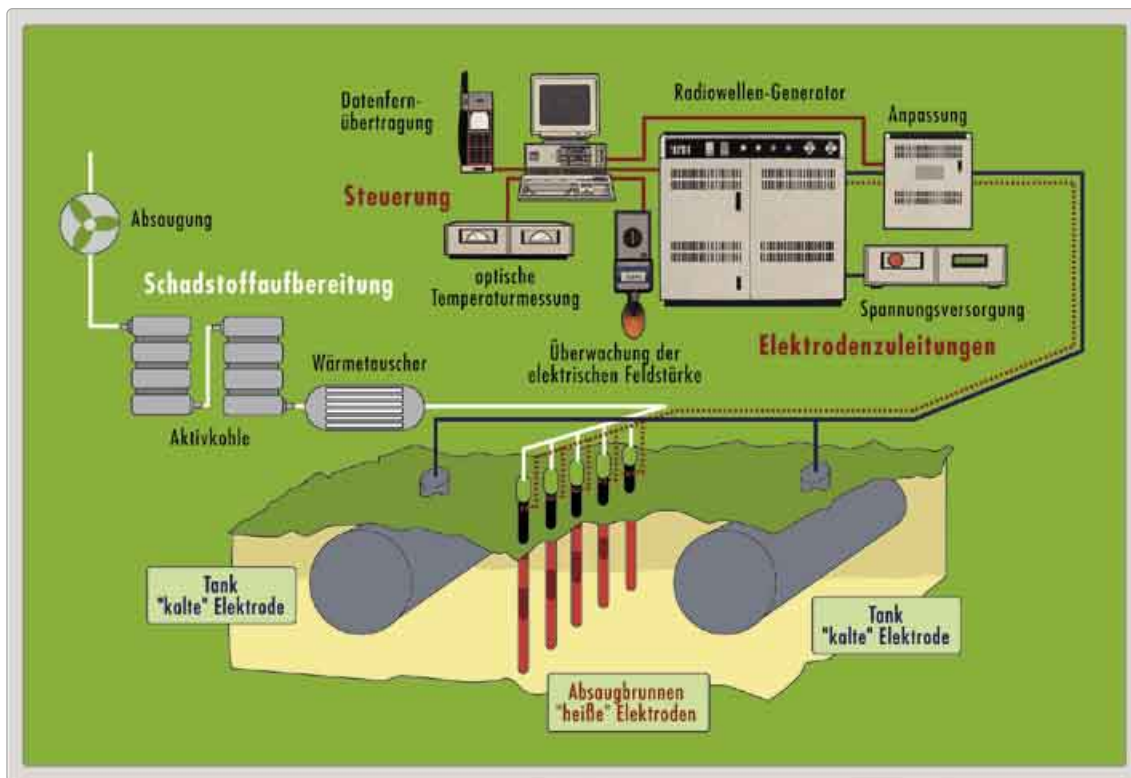 Datenfern-
übertragung
Radiowellen-Generator
Anpassung
Absaugung
Steuerung
Schadstoffaufbereitung
optische
Temperaturmessung
Spannungsversorgung
Elektrodenzuleitungen
Überwachung der
elektrischen Feldstärke
Wärmetauscher
Aktivkohle
Tank
"kalte" Elektrode
Tank
"kalte" Elektrode
Absaugbrunnen
"heiße" Elektroden